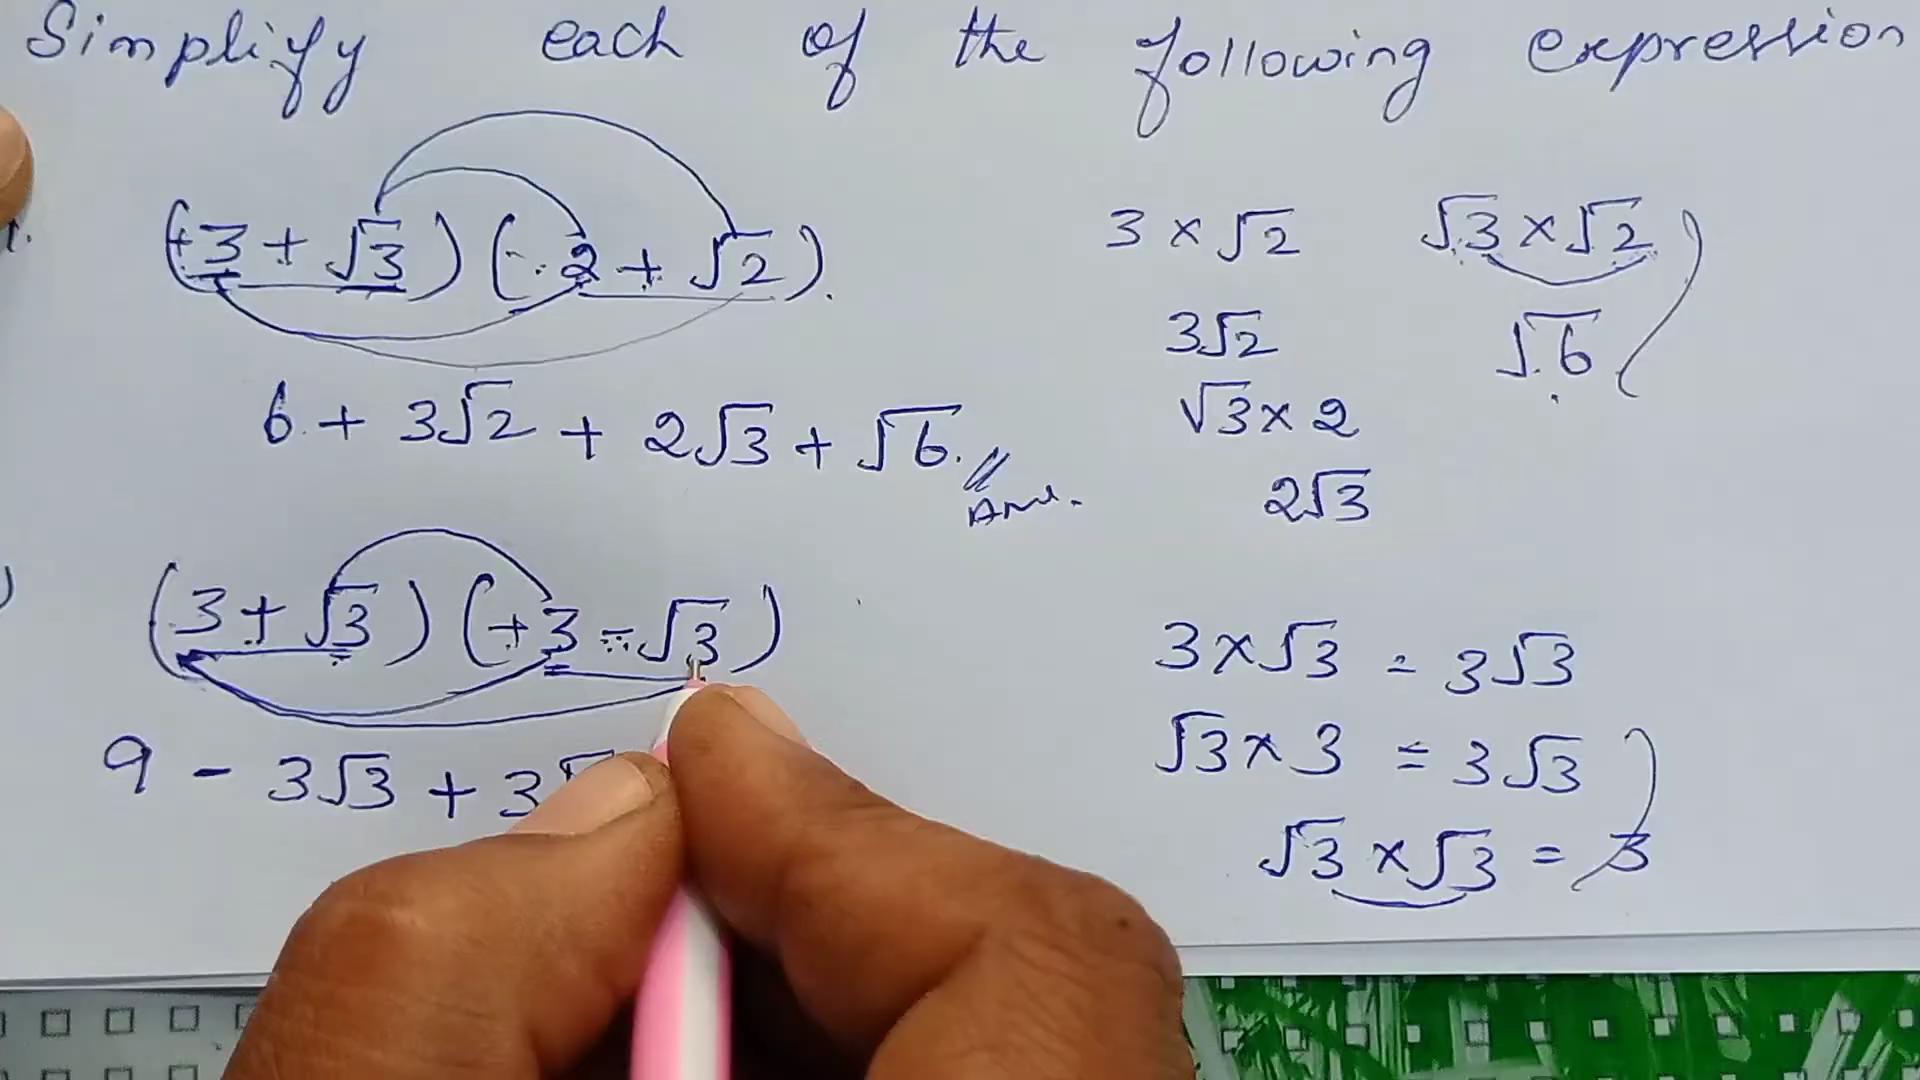 Simplify each of the following expression
1. (+3 + √3) (2 + √2).
6 + 3√2 + 2√3 + √6. Ans.
(3 + √3) (+3 - √3)
9 - 3√3 + 3√
3 × √2
3√2
√3 × 2
2√3
√3 × √2
√6
3 × √3 = 3√3
√3 × 3 = 3√3
√3 × √3 = 3